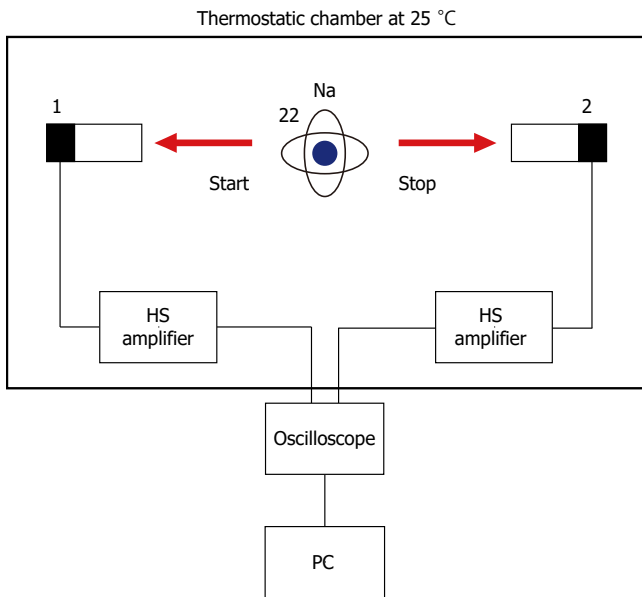 Thermostatic chamber at 25 °C
1
Na
22
2
Start
Stop
HS
amplifier
HS
amplifier
Oscilloscope
PC